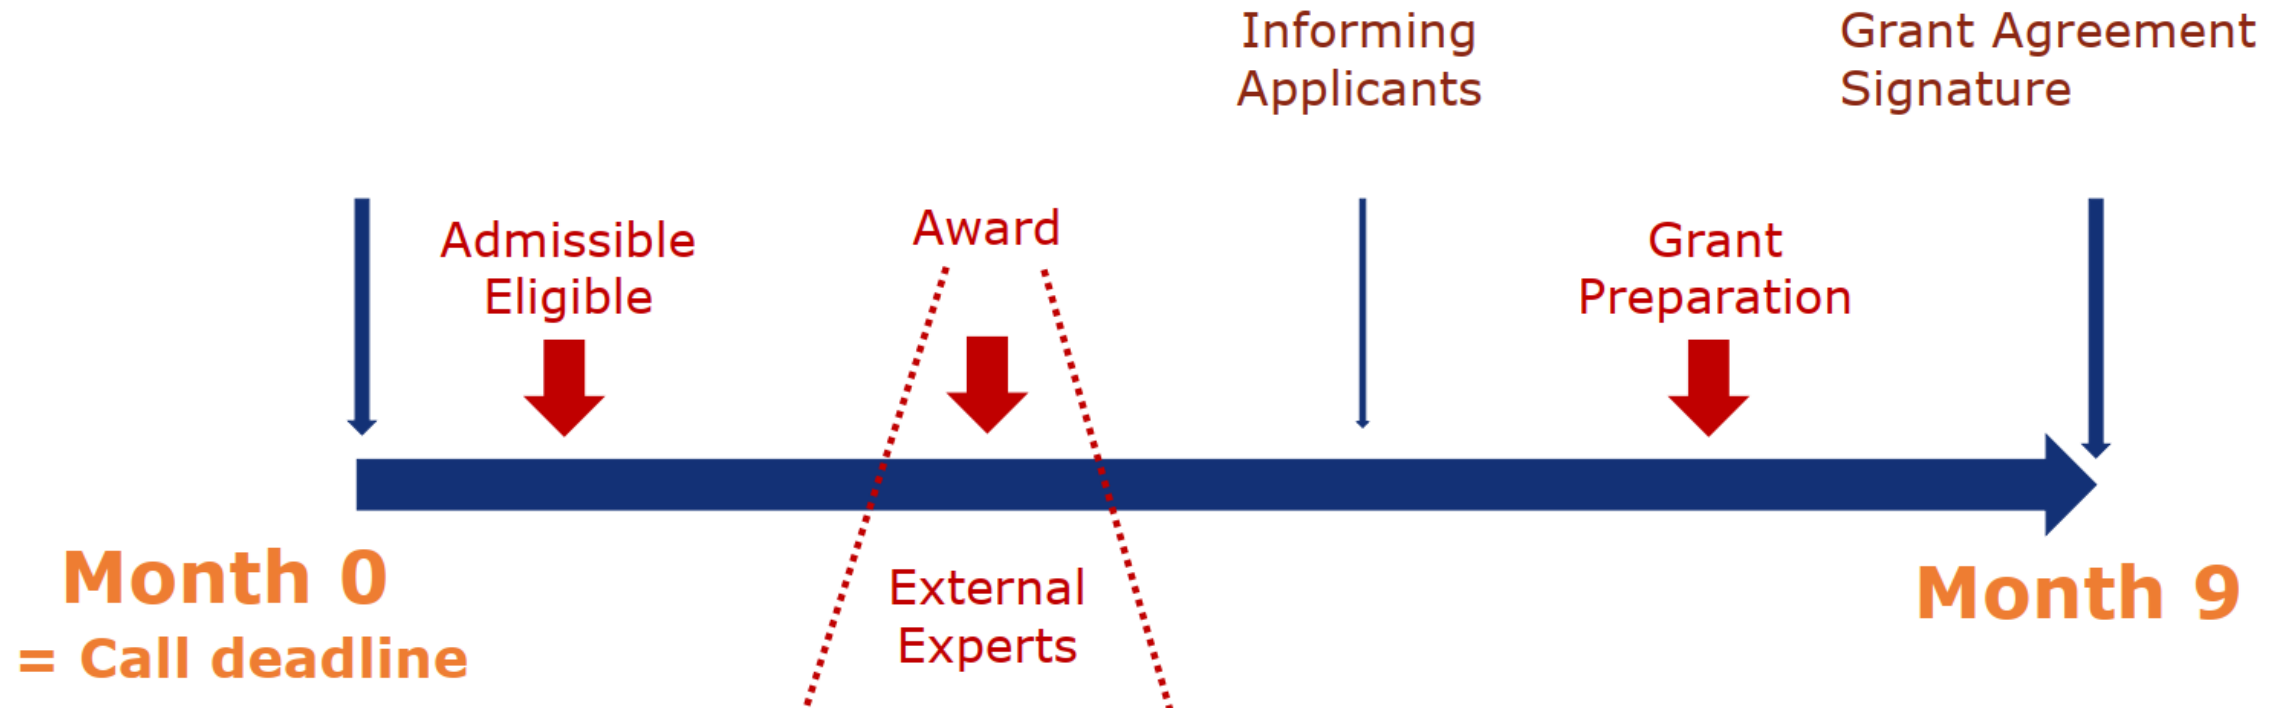 Informing
Applicants
Grant Agreement
Signature
Admissible
Eligible
Award
Grant
Preparation
Month 0
= Call deadline
External
Experts
Month 9